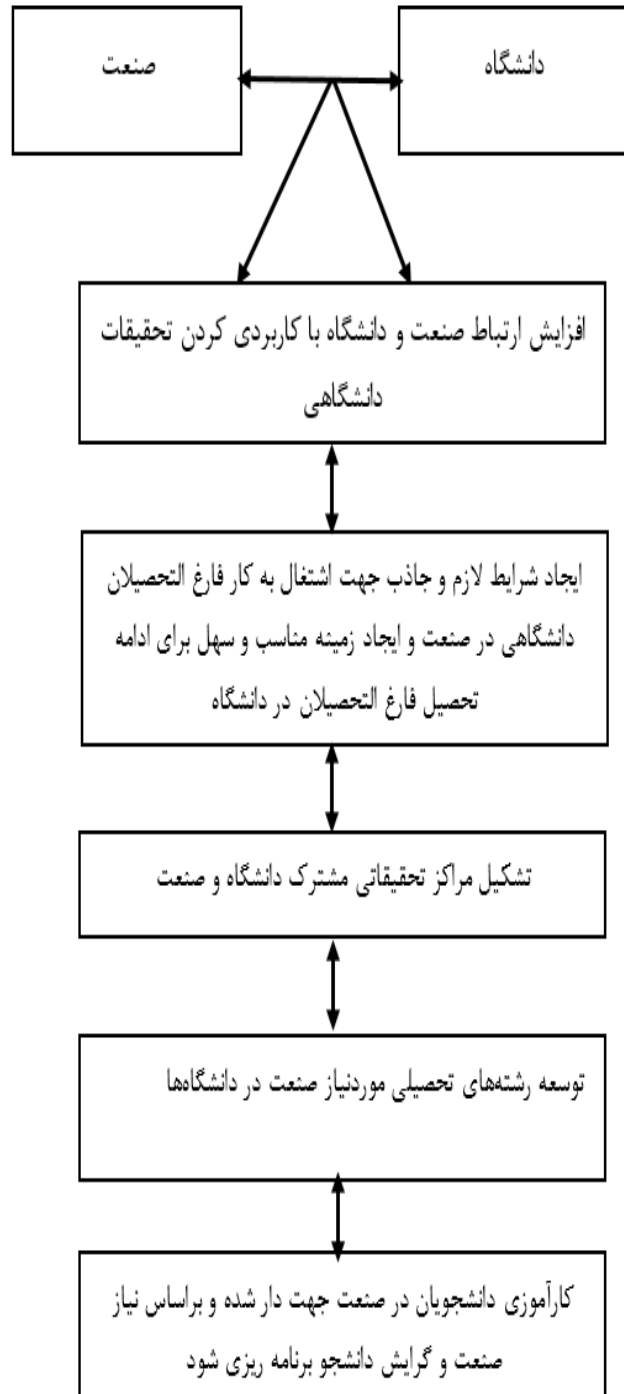 دانشگاه
صنعت
افزایش ارتباط صنعت و دانشگاه با کاربردی کردن تحقیقات
دانشگاهی
ایجاد شرایط لازم و جاذب جهت اشتغال به کار فارغ التحصیلان
دانشگاهی در صنعت و ایجاد زمینه مناسب و سهل برای ادامه
تحصیل فارغ التحصیلان در دانشگاه
تشکیل مراکز تحقیقاتی مشترک دانشگاه و صنعت
توسعه رشته‌های تحصیلی موردنیاز صنعت در دانشگاه‌ها
کارآموزی دانشجویان در صنعت جهت دار شده و براساس نیاز
صنعت و گرایش دانشجو برنامه ریزی شود